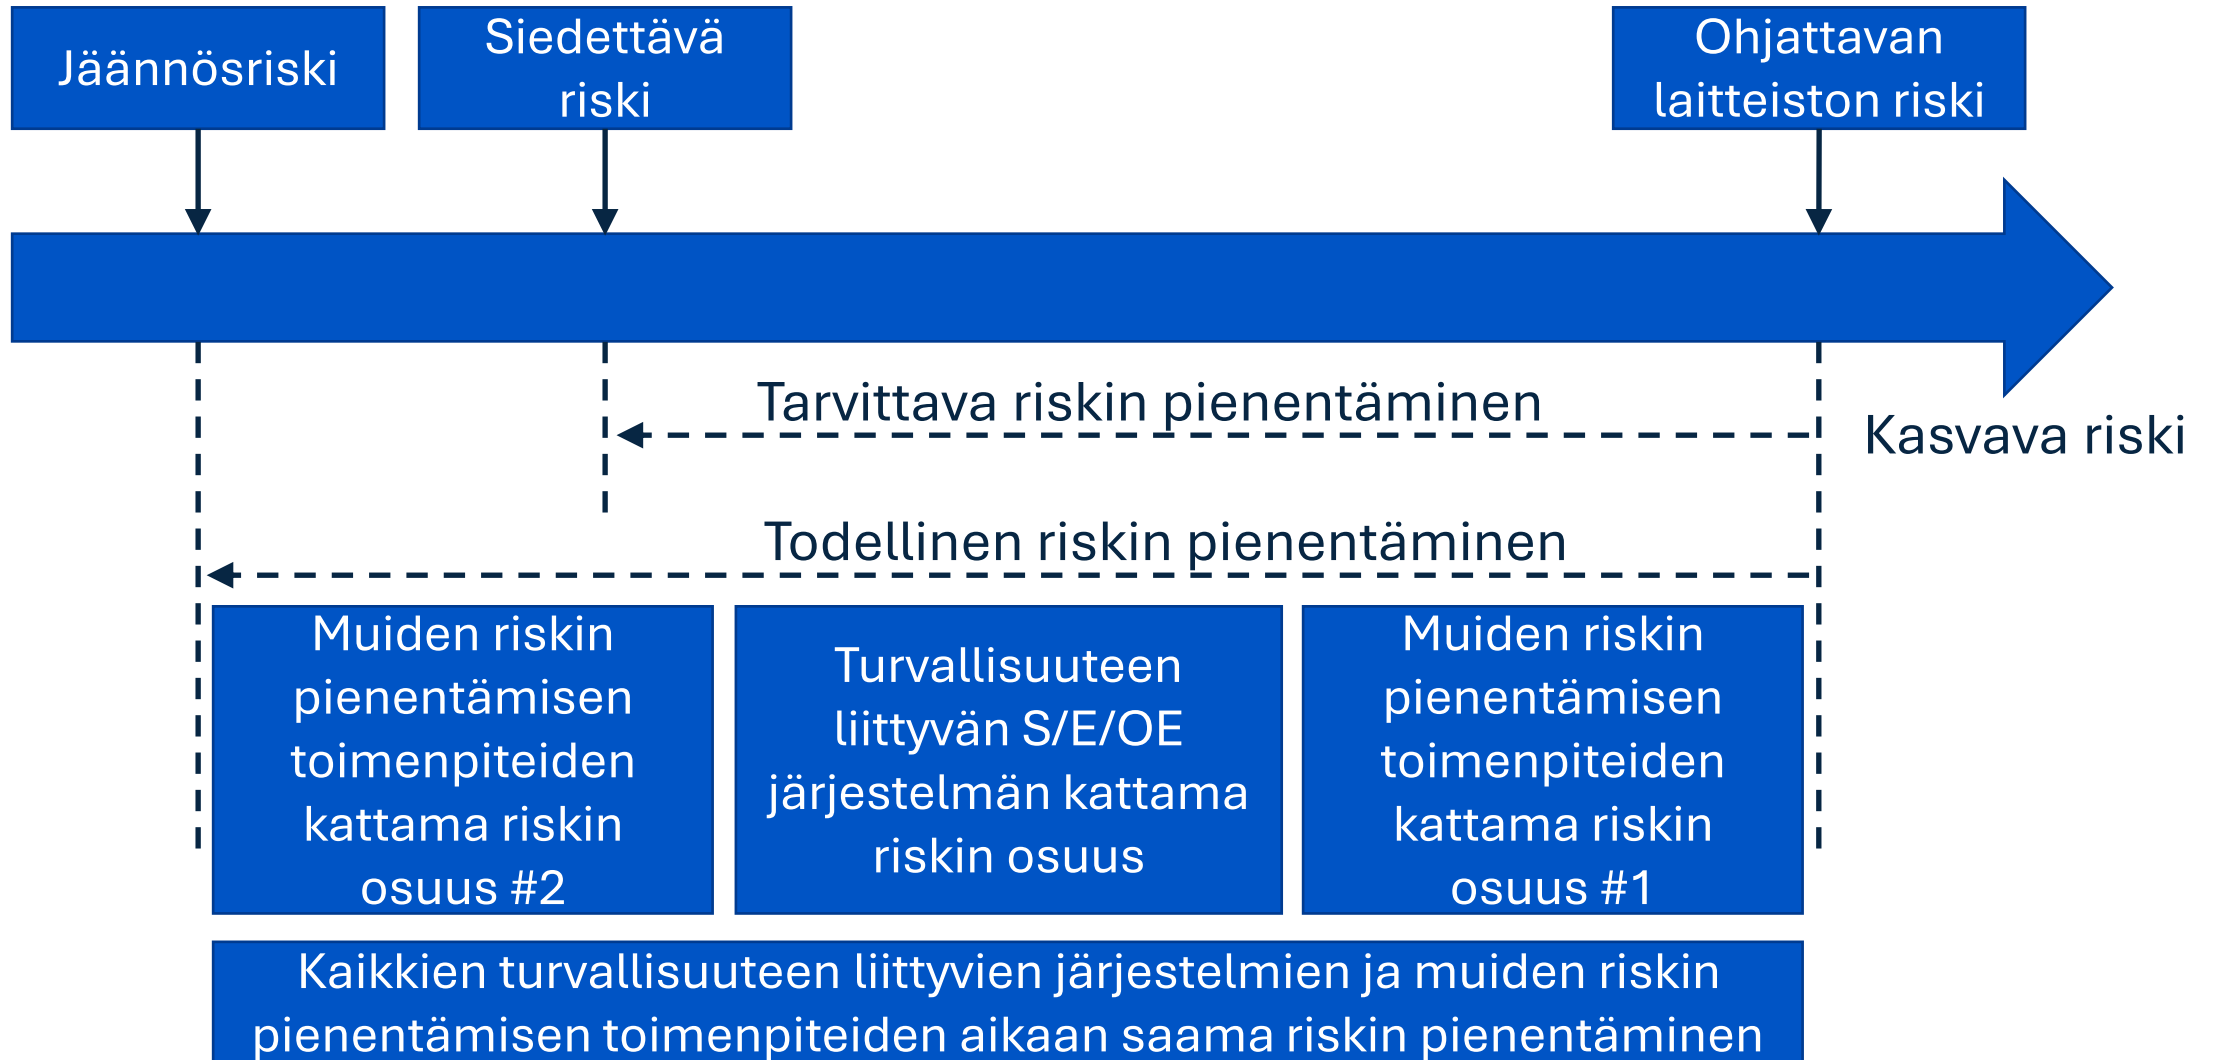 Jäännösriski
Siedettävä
riski
Ohjattavan
laitteiston riski
Tarvittava riskin pienentäminen
Kasvava riski
Todellinen riskin pienentäminen
Muiden riskin
pienentämisen
toimenpiteiden
kattama riskin
osuus #2
Turvallisuuteen
liittyvän S/E/OE
järjestelmän kattama
riskin osuus
Muiden riskin
pienentämisen
toimenpiteiden
kattama riskin
osuus #1
Kaikkien turvallisuuteen liittyvien järjestelmien ja muiden riskin
pienentämisen toimenpiteiden aikaan saama riskin pienentäminen